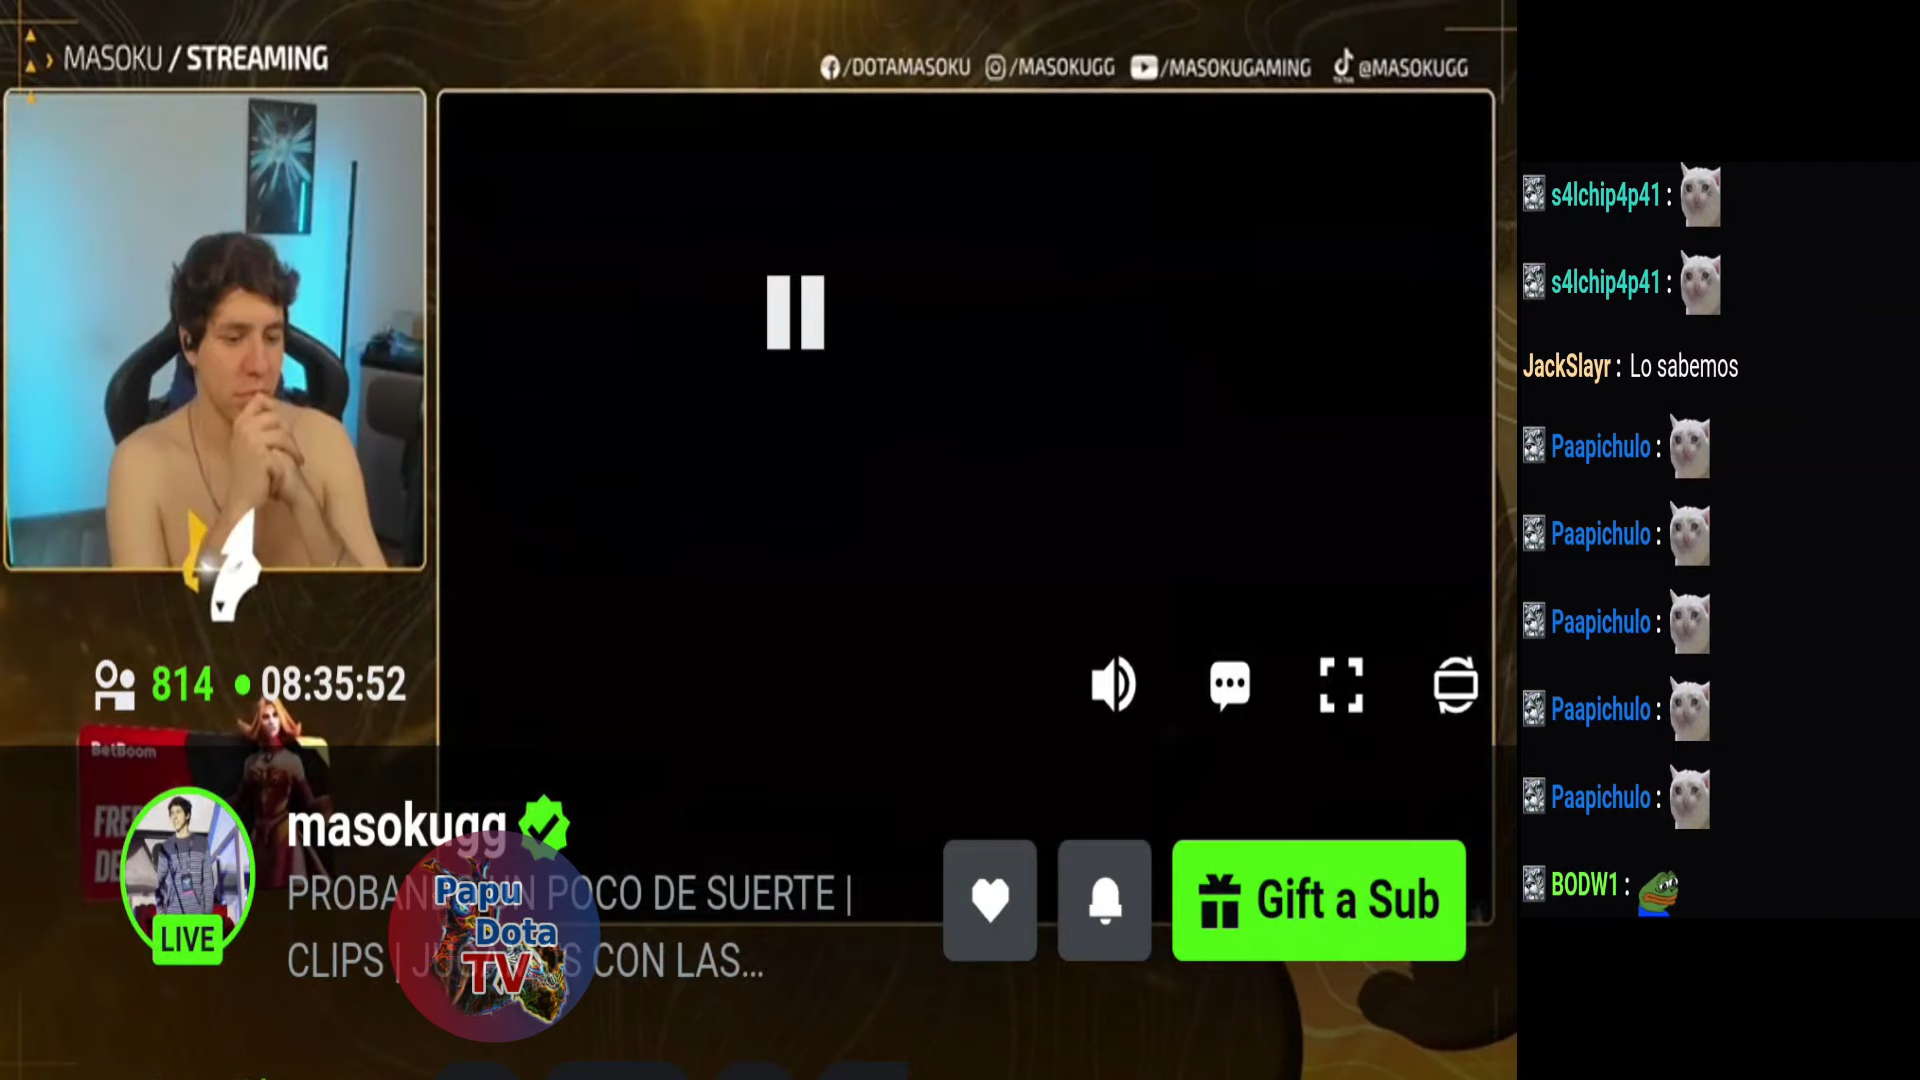 MASOKU / STREAMING
/DOTAMASOKU /MASOKUGG /MASOKUGAMING @MASOKUGG
s4lchip4p41 :
s4lchip4p41 :
JackSlayr : Lo sabemos
Paapichulo :
Paapichulo :
Paapichulo :
Paapichulo :
Paapichulo :
BODW1 :
814 08:35:52
BetBoom
masokugg
POCO DE SUERTE |
CLIPS | CON LAS...
LIVE
Papu
Dota
TV
Gift a Sub